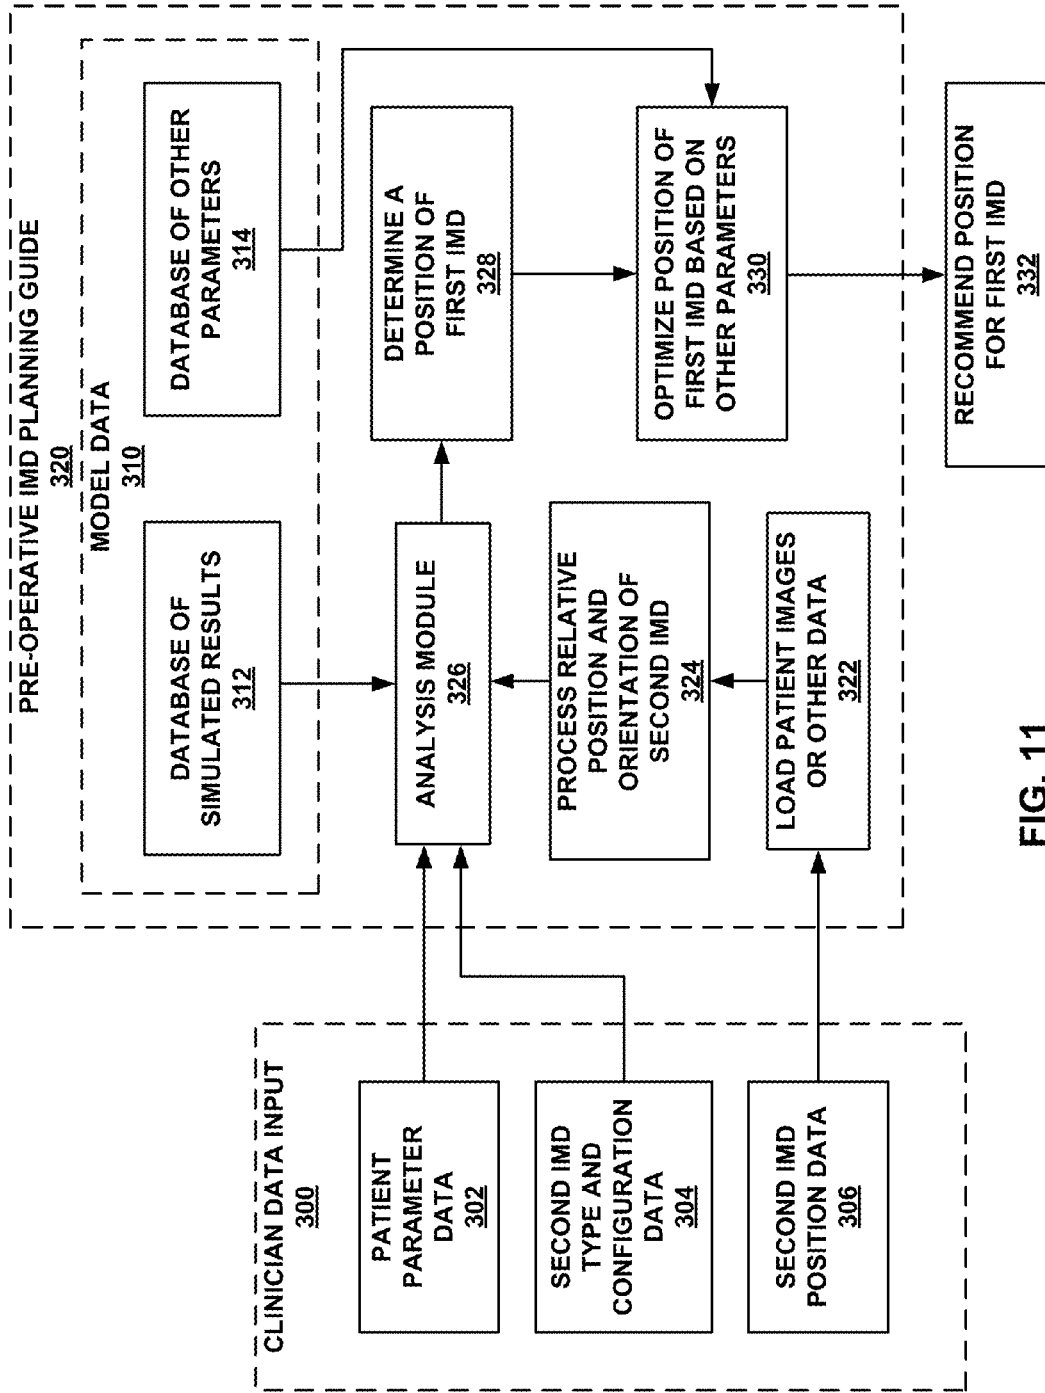 PRE-OPERATIVE IMD PLANNING GUIDE
320
MODEL DATA
310
DATABASE OF
SIMULATED RESULTS
312
DATABASE OF OTHER
PARAMETERS
314
CLINICIAN DATA INPUT
300
PATIENT
PARAMETER
DATA
302
SECOND IMD
TYPE AND
CONFIGURATION
DATA
304
SECOND IMD
POSITION DATA
306
ANALYSIS MODULE
326
DETERMINE A
POSITION OF
FIRST IMD
328
PROCESS RELATIVE
POSITION AND
ORIENTATION OF
SECOND IMD
324
OPTIMIZE POSITION OF
FIRST IMD BASED ON
OTHER PARAMETERS
330
LOAD PATIENT IMAGES
OR OTHER DATA
322
RECOMMEND POSITION
FOR FIRST IMD
332
FIG. 11